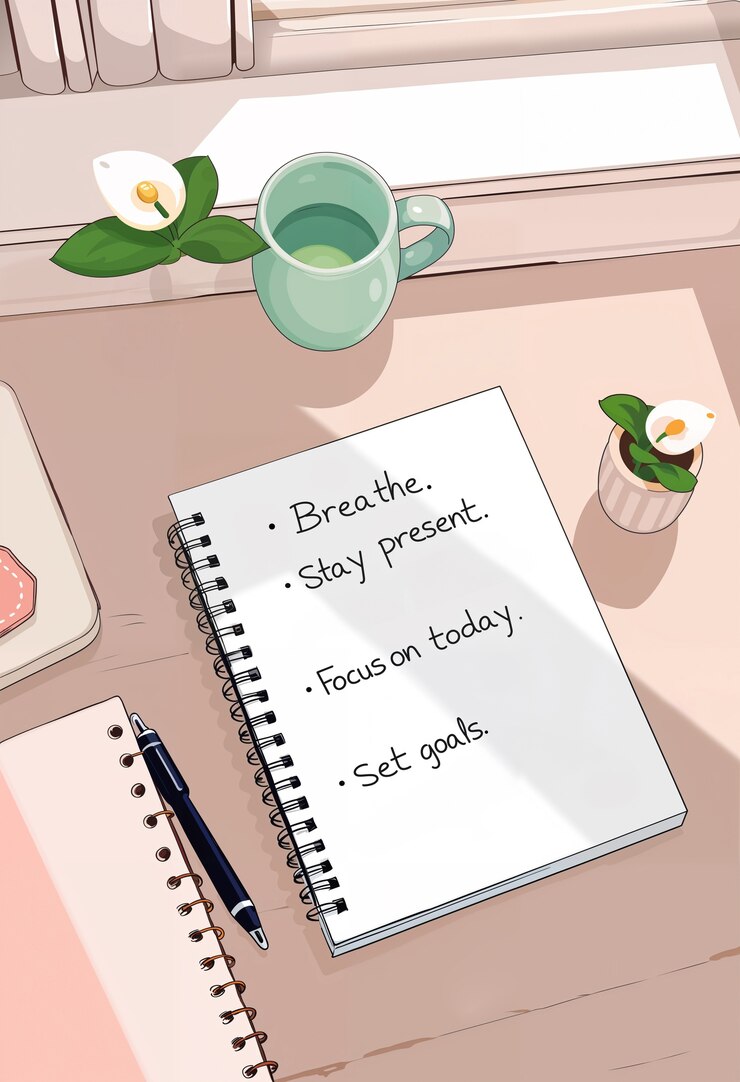 • Breathe.
• Stay present.
• Focus on today.
• Set goals.